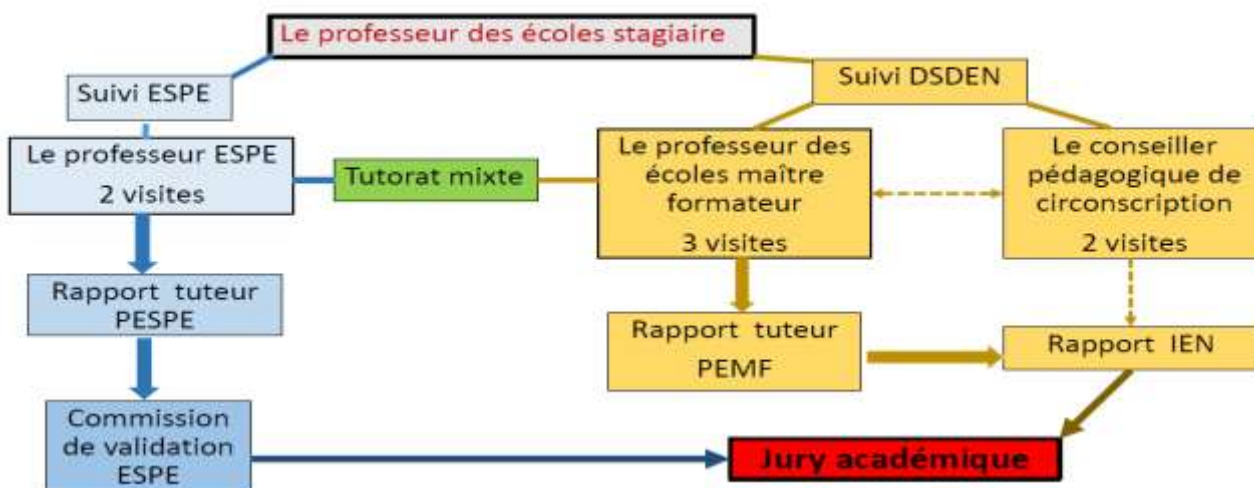 Le professeur des écoles stagiaire
Suivi ESPE
Suivi DSDEN
Le professeur ESPE
2 visites
Tutorat mixte
Le professeur des
écoles maître
formateur
3 visites
Le conseiller
pédagogique de
circonscription
2 visites
Rapport tuteur
PESPE
Rapport tuteur
PEMF
Rapport IEN
Commission
de validation
ESPE
Jury académique